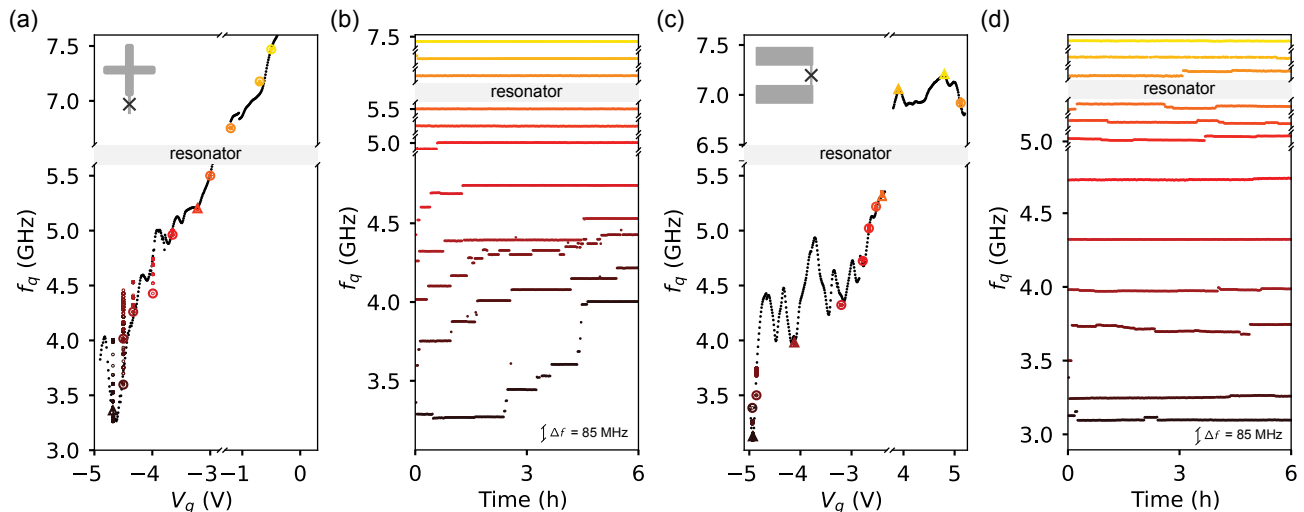 (a)
(b)
(c)
(d)
7.5
7.0
resonator
5.5
5.0
4.5
4.0
3.5
3.0
f_q (GHz)
−5
−4
−3
−1
0
V_g (V)
7.5
resonator
5.5
5.0
4.5
4.0
3.5
f_q (GHz)
Δf = 85 MHz
0
3
6
Time (h)
7.5
7.0
6.5
resonator
5.5
5.0
4.5
4.0
3.5
f_q (GHz)
−5
−4
−3
4
5
V_g (V)
resonator
5.0
4.5
4.0
3.5
3.0
f_q (GHz)
Δf = 85 MHz
0
3
6
Time (h)